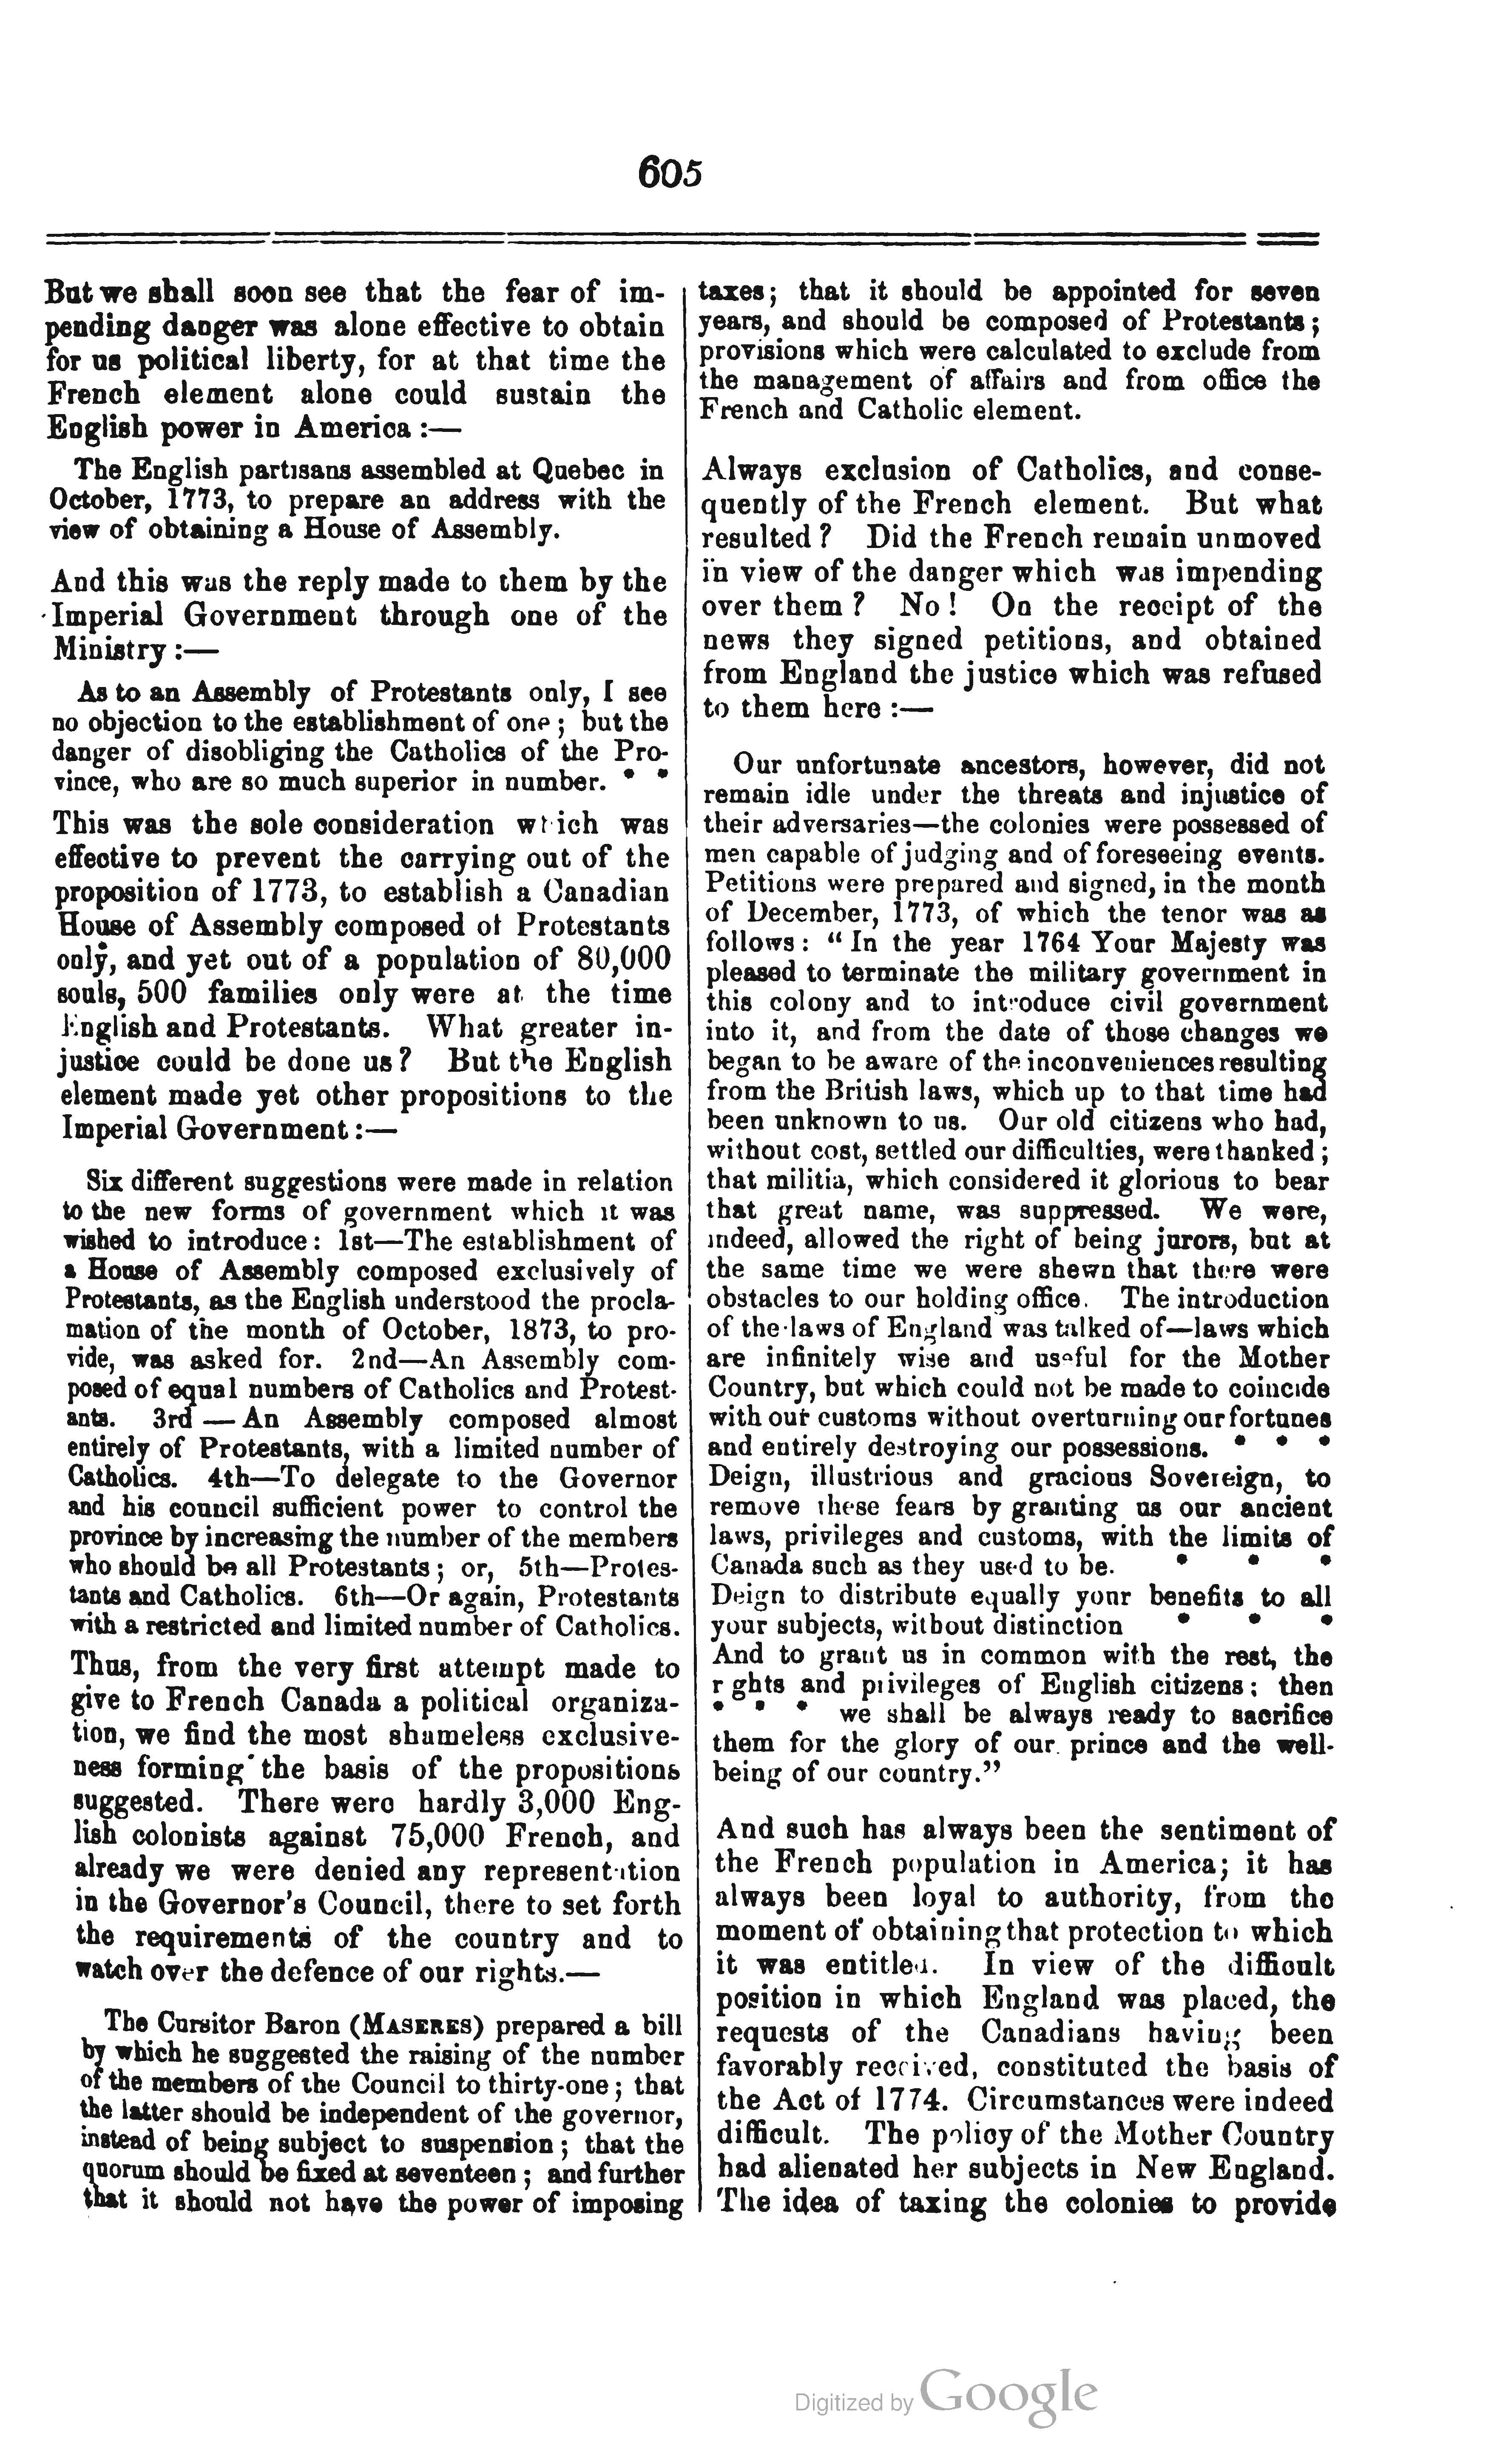 605
But we shall soon see that the fear of im-
pending danger was alone effective to obtain
for us political liberty, for at that time the
French element alone could sustain the
English power in America :—
The English partisans assembled at Quebec in
October, 1773, to prepare an address with the
view of obtaining a House of Assembly.
And this was the reply made to them by the
Imperial Government through one of the
Ministry :—
As to an Assembly of Protestants only, I see
no objection to the establishment of one ; but the
danger of disobliging the Catholics of the Pro-
vince, who are so much superior in number. * *
This was the sole consideration which was
effective to prevent the carrying out of the
proposition of 1773, to establish a Canadian
House of Assembly composed of Protestants
only, and yet out of a population of 80,000
souls, 500 families only were at the time
English and Protestants. What greater in-
justice could be done us ? But the English
element made yet other propositions to the
Imperial Government :—
Six different suggestions were made in relation
to the new forms of government which it was
wished to introduce : 1st—The establishment of
a House of Assembly composed exclusively of
Protestants, as the English understood the procla-
mation of the month of October, 1873, to pro-
vide, was asked for. 2nd—An Assembly com-
posed of equal numbers of Catholics and Protest-
ants. 3rd — An Assembly composed almost
entirely of Protestants, with a limited number of
Catholics. 4th—To delegate to the Governor
and his council sufficient power to control the
province by increasing the number of the members
who should be all Protestants ; or, 5th—Protes-
tants and Catholics. 6th—Or again, Protestants
with a restricted and limited number of Catholics.
Thus, from the very first attempt made to
give to French Canada a political organiza-
tion, we find the most shameless exclusive-
ness forming the basis of the propositions
suggested. There were hardly 3,000 Eng-
lish colonists against 75,000 French, and
already we were denied any representation
in the Governor's Council, there to set forth
the requirements of the country and to
watch over the defence of our rights.—
The Cursitor Baron (MASERES) prepared a bill
by which he suggested the raising of the number
of the members of the Council to thirty-one ; that
the latter should be independent of the governor,
instead of being subject to suspension ; that the
quorum should be fixed at seventeen ; and further
that it should not have the power of imposing
taxes ; that it should be appointed for seven
years, and should be composed of Protestants ;
provisions which were calculated to exclude from
the management of affairs and from office the
French and Catholic element.
Always exclusion of Catholics, and conse-
quently of the French element. But what
resulted ? Did the French remain unmoved
in view of the danger which was impending
over them ? No ! On the receipt of the
news they signed petitions, and obtained
from England the justice which was refused
to them here :—
Our unfortunate ancestors, however, did not
remain idle under the threats and injustice of
their adversaries—the colonies were possessed of
men capable of judging and of foreseeing events.
Petitions were prepared and signed, in the month
of December, 1773, of which the tenor was as
follows : " In the year 1764 Your Majesty was
pleased to terminate the military government in
this colony and to introduce civil government
into it, and from the date of those changes we
began to be aware of the inconveniences resulting
from the British laws, which up to that time had
been unknown to us. Our old citizens who had,
without cost, settled our difficulties, were thanked ;
that militia, which considered it glorious to bear
that great name, was suppressed. We were,
indeed, allowed the right of being jurors, but at
the same time we were shewn that there were
obstacles to our holding office. The introduction
of the laws of England was talked of—laws which
are infinitely wise and useful for the Mother
Country, but which could not be made to coincide
with our customs without overturning our fortunes
and entirely destroying our possessions. * * *
Deign, illustrious and gracious Sovereign, to
remove these fears by granting us our ancient
laws, privileges and customs, with the limits of
Canada such as they used to be. * * *
Deign to distribute equally your benefits to all
your subjects, without distinction * * *
And to grant us in common with the rest, the
rights and privileges of English citizens ; then
* * * we shall be always ready to sacrifice
them for the glory of our prince and the well-
being of our country."
And such has always been the sentiment of
the French population in America ; it has
always been loyal to authority, from the
moment of obtaining that protection to which
it was entitled. In view of the difficult
position in which England was placed, the
requests of the Canadians having been
favorably received, constituted the basis of
the Act of 1774. Circumstances were indeed
difficult. The policy of the Mother Country
had alienated her subjects in New England.
The idea of taxing the colonies to provide
Digitized by Google